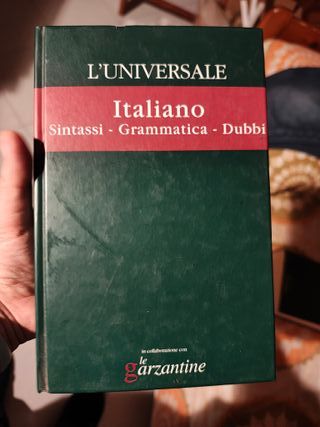 L'UNIVERSALE
Italiano
Sintassi - Grammatica - Dubbi
in collaborazione con
le
garzantine